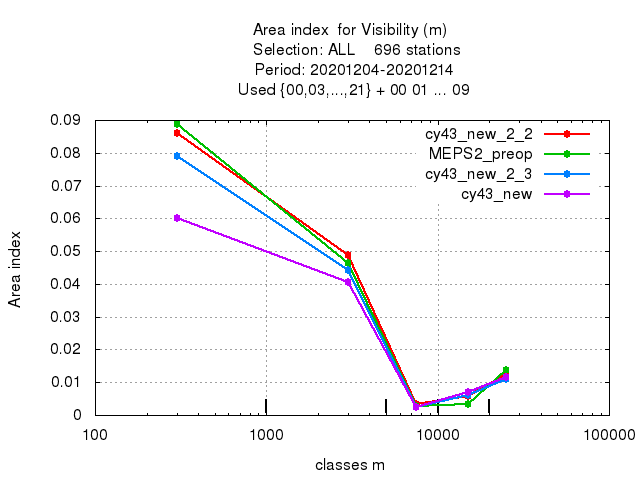 Area index  for Visibility (m)
Selection: ALL    696 stations
Period: 20201204-20201214
Used {00,03,...,21} + 00 01 ... 09
0.09
0.08
0.07
0.06
0.05
0.04
0.03
0.02
0.01
0
Area index
cy43_new_2_2
MEPS2_preop
cy43_new_2_3
cy43_new
100 1000 10000 100000
classes m